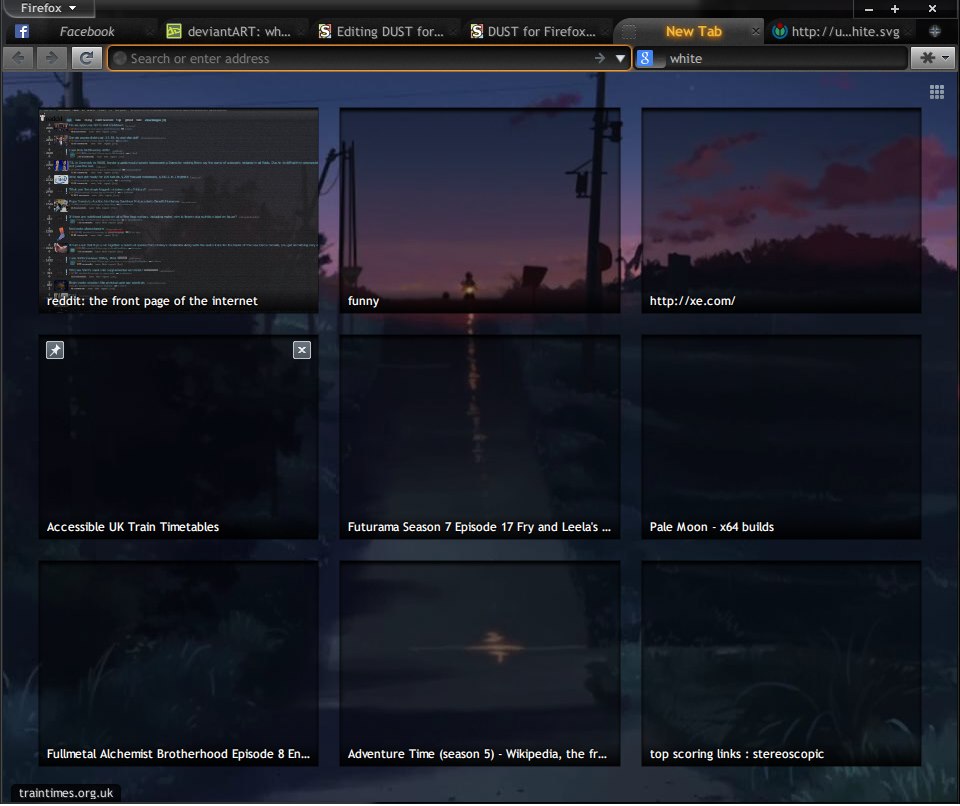 Firefox
Facebook
deviantART: wh...
Editing DUST for...
DUST for Firefox...
New Tab
http://u...hite.svg
Search or enter address
white
reddit: the front page of the internet
funny
http://xe.com/
Accessible UK Train Timetables
Futurama Season 7 Episode 17 Fry and Leela's ...
Pale Moon - x64 builds
Fullmetal Alchemist Brotherhood Episode 8 En...
Adventure Time (season 5) - Wikipedia, the fr...
top scoring links : stereoscopic
traintimes.org.uk